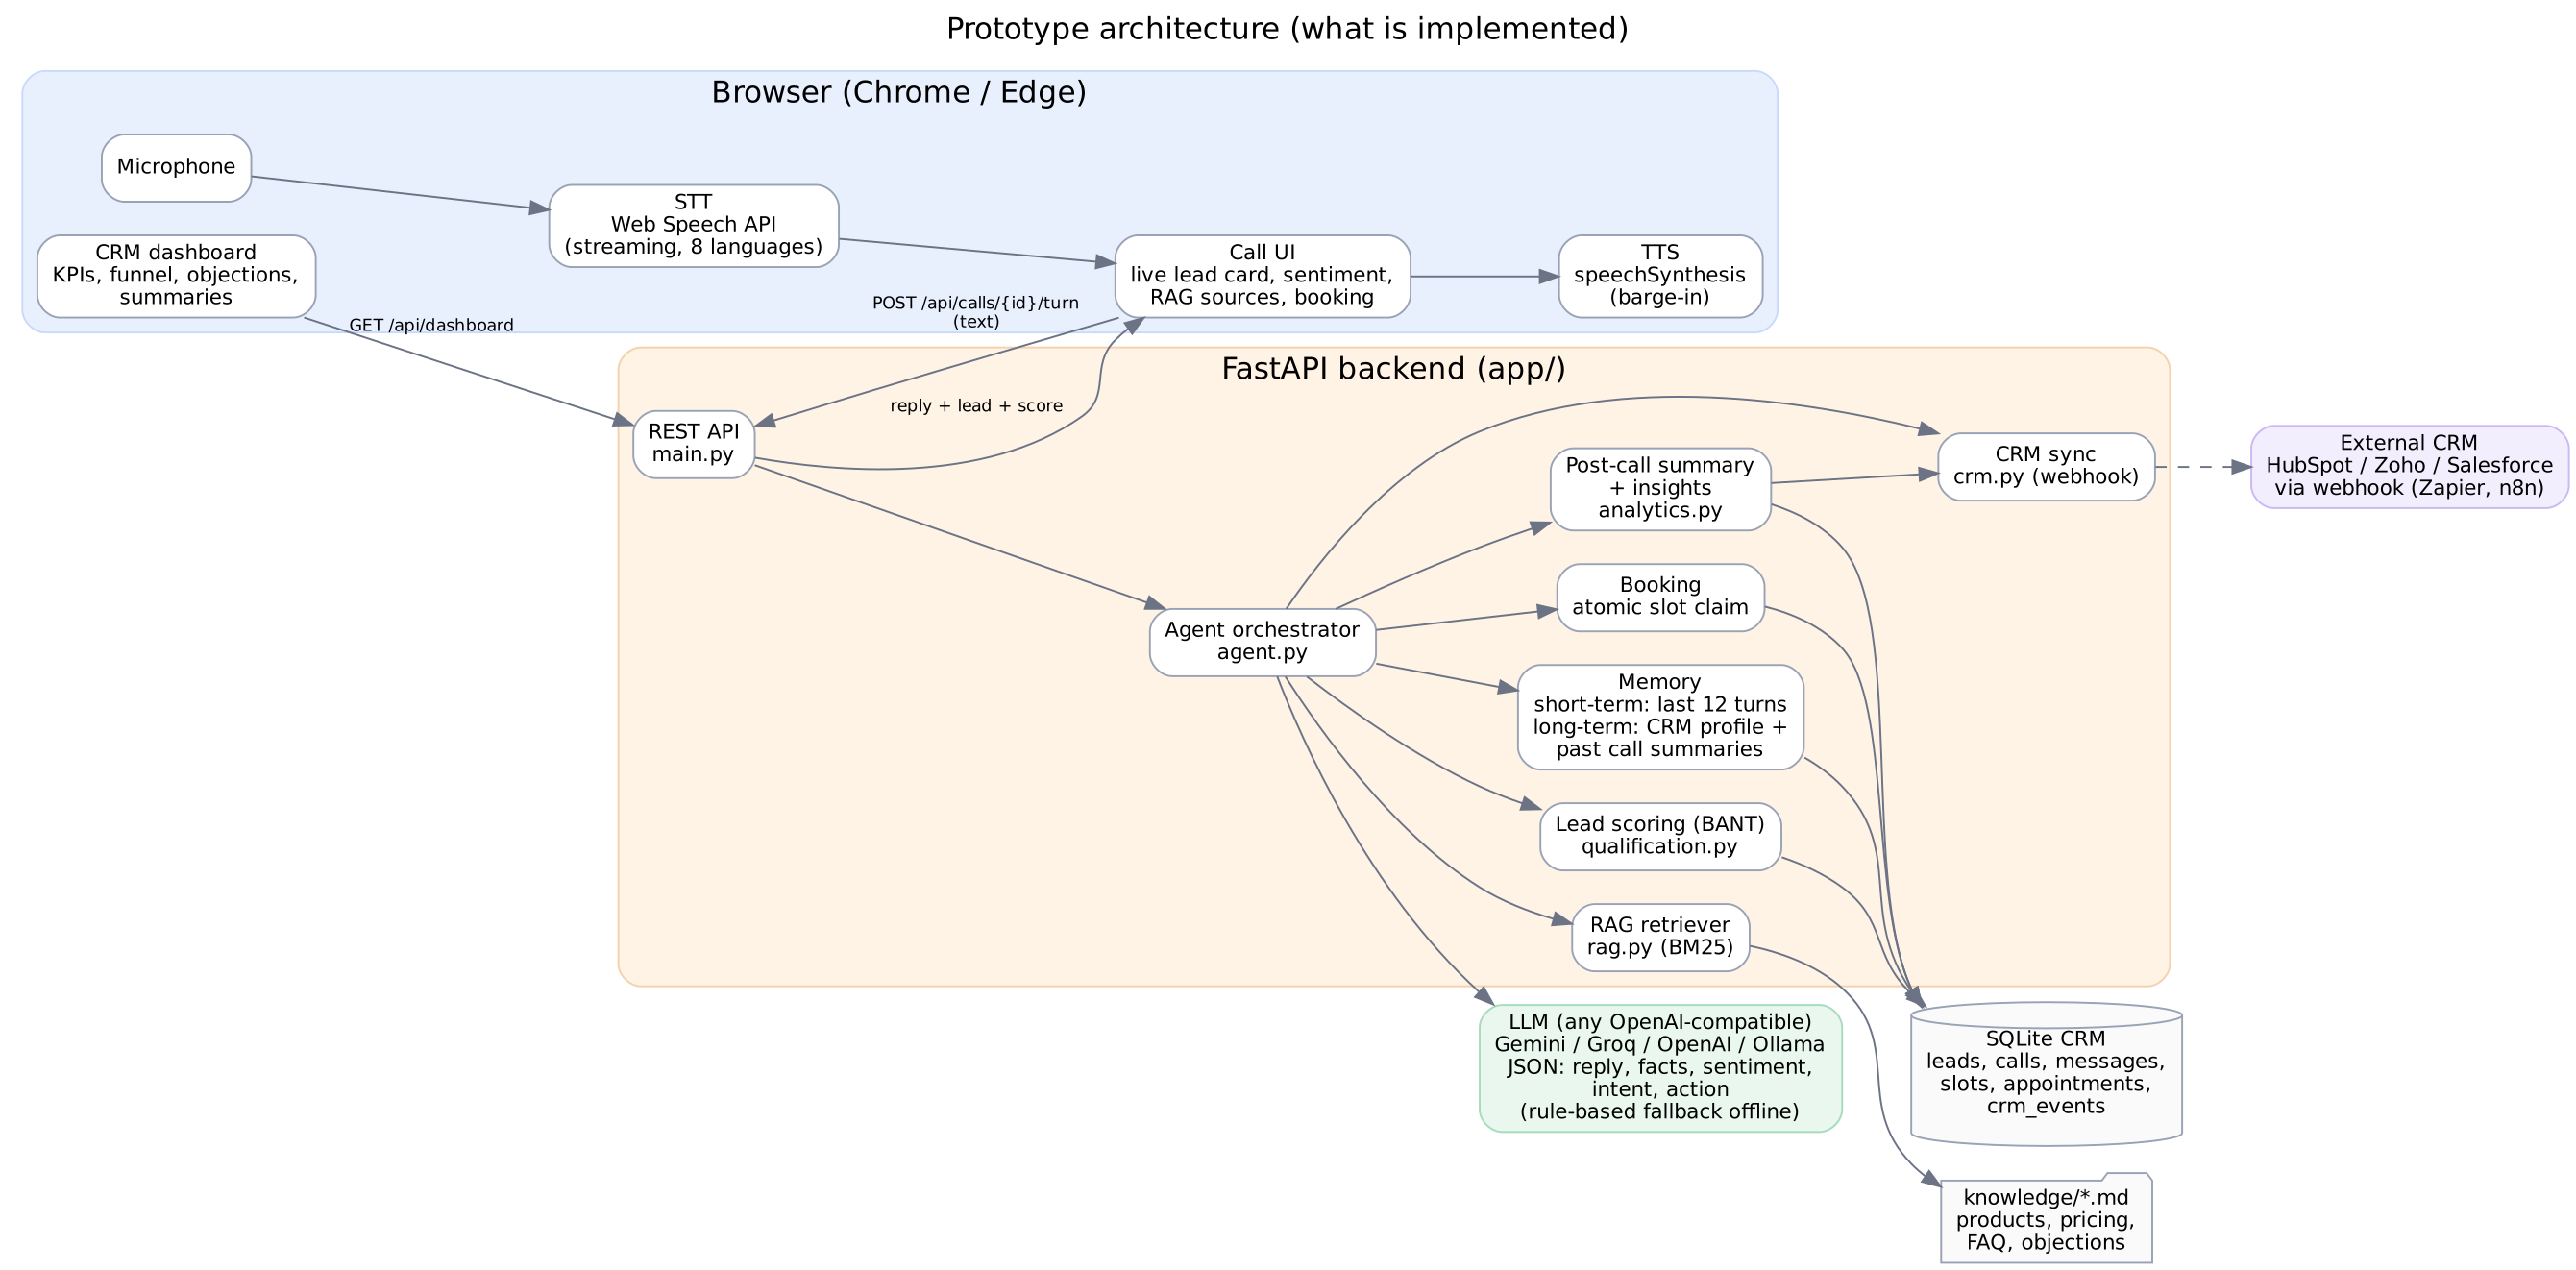 Prototype architecture (what is implemented)
Browser (Chrome / Edge)
Microphone
STT
Web Speech API
(streaming, 8 languages)
CRM dashboard
KPIs, funnel, objections,
summaries
Call UI
live lead card, sentiment,
RAG sources, booking
TTS
speechSynthesis
(barge-in)
GET /api/dashboard
POST /api/calls/{id}/turn
(text)
FastAPI backend (app/)
reply + lead + score
REST API
main.py
Post-call summary
+ insights
analytics.py
CRM sync
crm.py (webhook)
External CRM
HubSpot / Zoho / Salesforce
via webhook (Zapier, n8n)
Booking
atomic slot claim
Agent orchestrator
agent.py
Memory
short-term: last 12 turns
long-term: CRM profile +
past call summaries
Lead scoring (BANT)
qualification.py
RAG retriever
rag.py (BM25)
LLM (any OpenAI-compatible)
Gemini / Groq / OpenAI / Ollama
JSON: reply, facts, sentiment,
intent, action
(rule-based fallback offline)
SQLite CRM
leads, calls, messages,
slots, appointments,
crm_events
knowledge/*.md
products, pricing,
FAQ, objections